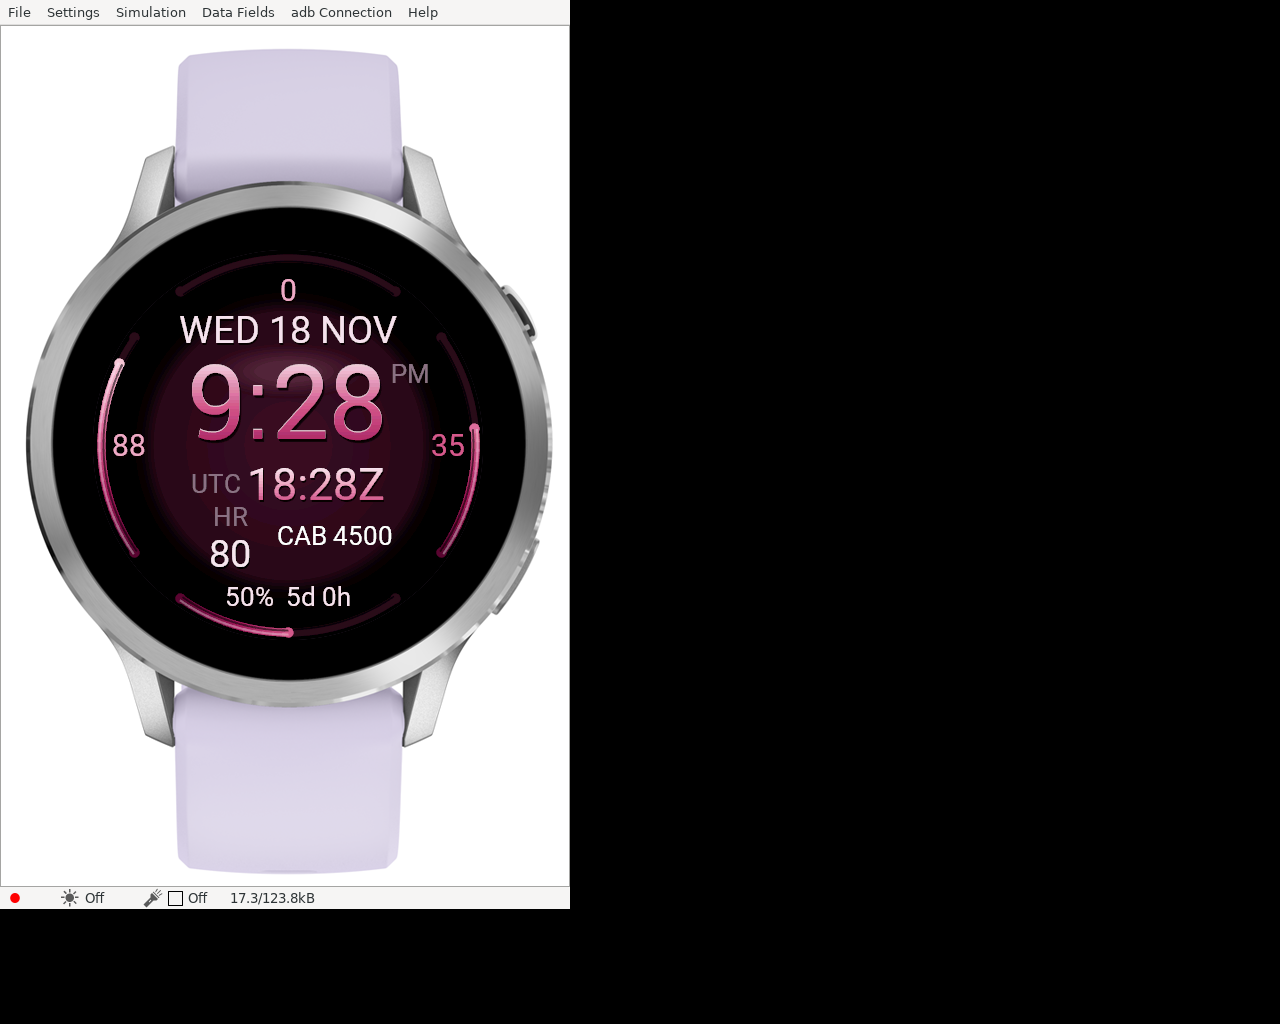 File Settings Simulation Data Fields adb Connection Help
0
WED 18 NOV
9:28 PM
88
35
UTC 18:28Z
HR
80
CAB 4500
50% 5d 0h
Off Off 17.3/123.8kB